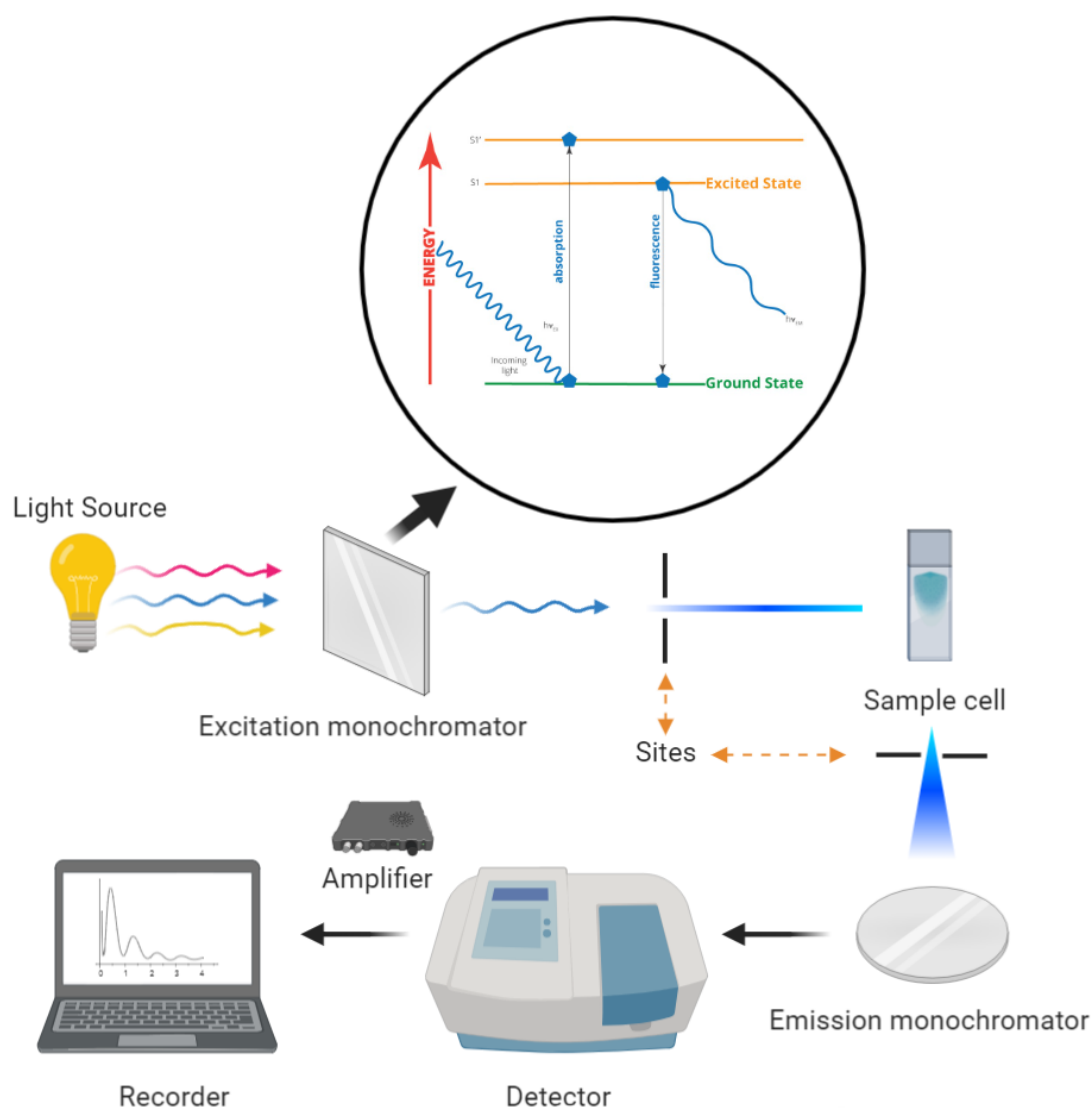 S1'
S1
Excited State
ENERGY
absorption
fluorescence
hv
hv
Incoming
light
Ground State
Light Source
Excitation monochromator
Sample cell
Sites
Amplifier
0 1 2 3 4
Emission monochromator
Recorder
Detector